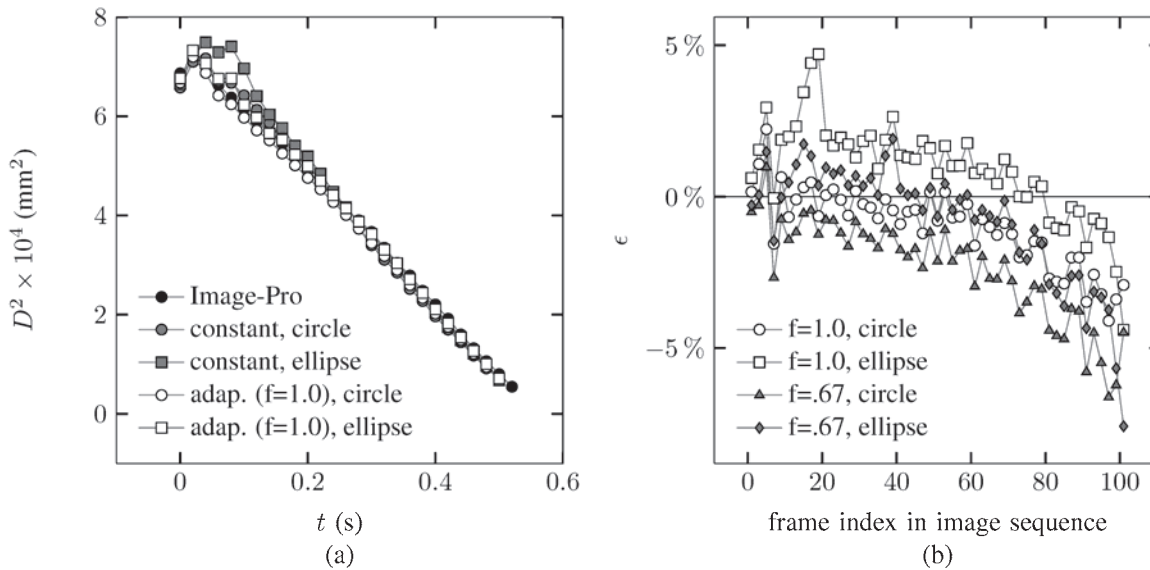 8
6
4
2
0
D² × 10⁴ (mm²)
Image-Pro
constant, circle
constant, ellipse
adap. (f=1.0), circle
adap. (f=1.0), ellipse
0 0.2 0.4 0.6
t (s)
(a)
5 %
0 %
−5 %
ϵ
f=1.0, circle
f=1.0, ellipse
f=.67, circle
f=.67, ellipse
0 20 40 60 80 100
frame index in image sequence
(b)